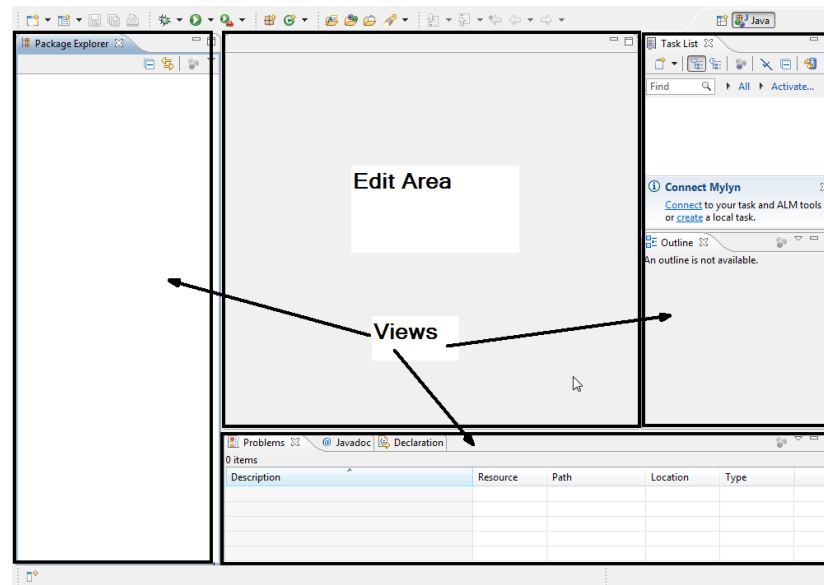 Java
Package Explorer
Task List
Find
All
Activate...
Edit Area
Connect Mylyn
Connect to your task and ALM tools
or create a local task.
Outline
An outline is not available.
Views
Problems
@ Javadoc
Declaration
0 items
Description
Resource
Path
Location
Type